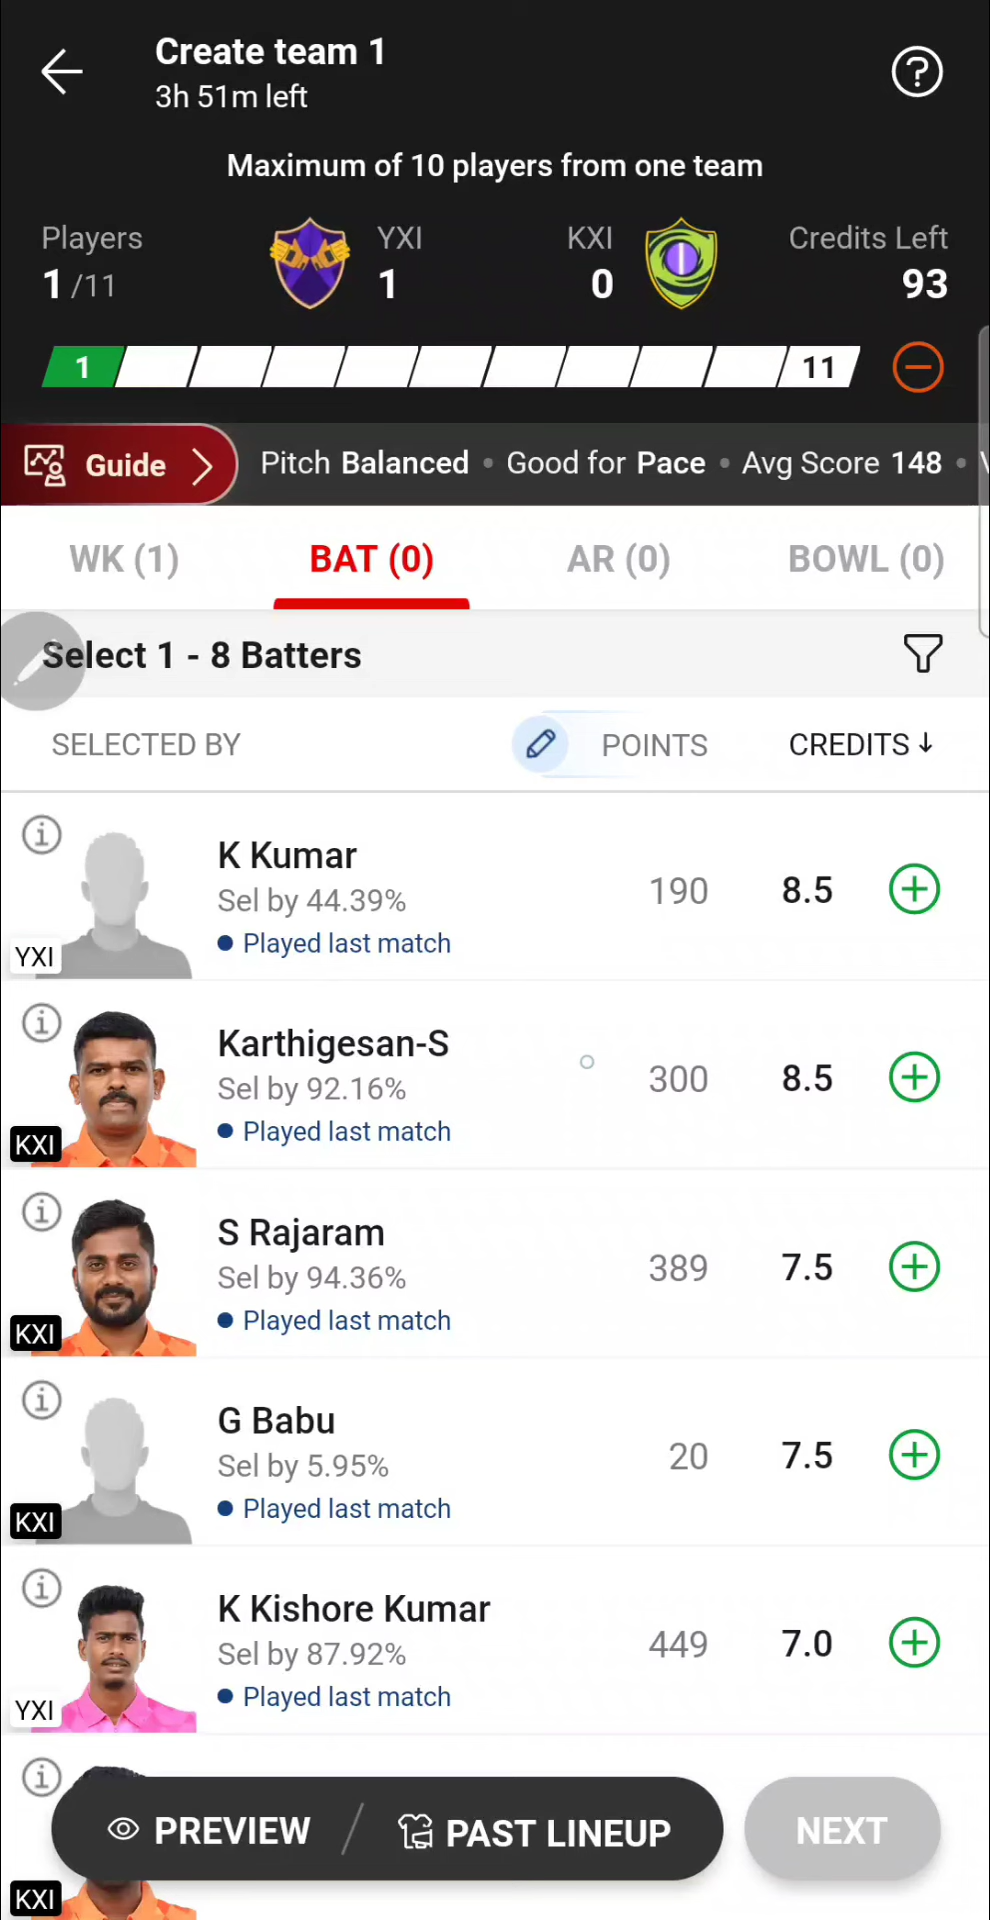 Create team 1
3h 51m left
Maximum of 10 players from one team
Players YXI KXI Credits Left
1 /11 1 0 93
1 11
Guide Pitch Balanced • Good for Pace • Avg Score 148 •
WK (1) BAT (0) AR (0) BOWL (0)
Select 1 - 8 Batters
SELECTED BY POINTS CREDITS ↓
K Kumar
Sel by 44.39% 190 8.5
Played last match
YXI
Karthigesan-S
Sel by 92.16% 300 8.5
Played last match
KXI
S Rajaram
Sel by 94.36% 389 7.5
Played last match
KXI
G Babu
Sel by 5.95% 20 7.5
Played last match
KXI
K Kishore Kumar
Sel by 87.92% 449 7.0
Played last match
YXI
PREVIEW / PAST LINEUP NEXT
KXI